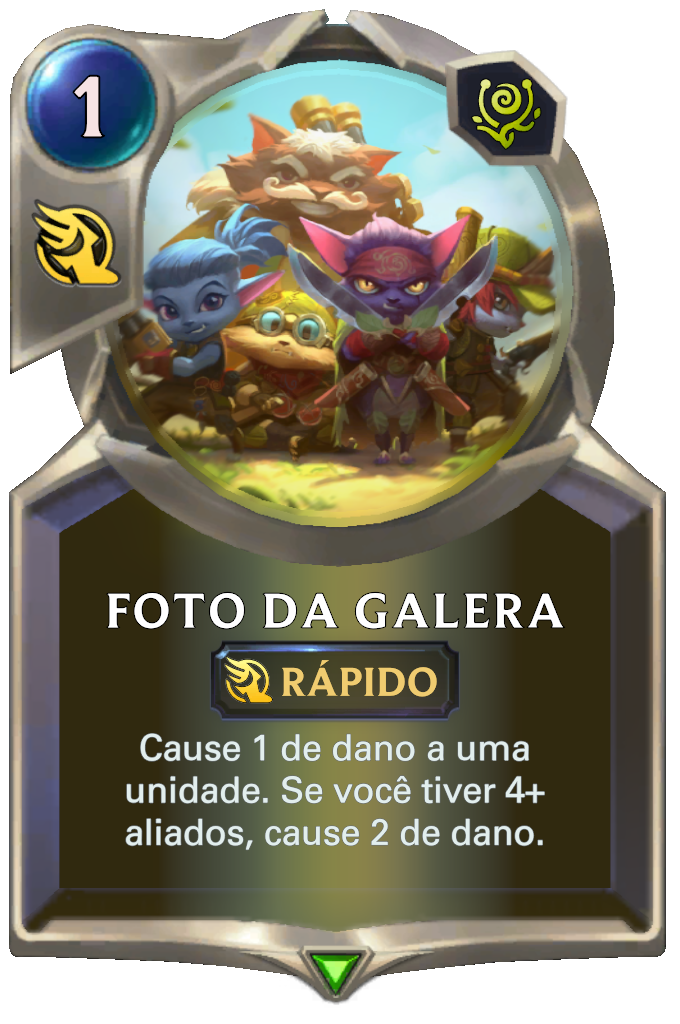 1
FOTO DA GALERA
RÁPIDO
Cause 1 de dano a uma
unidade. Se você tiver 4+
aliados, cause 2 de dano.